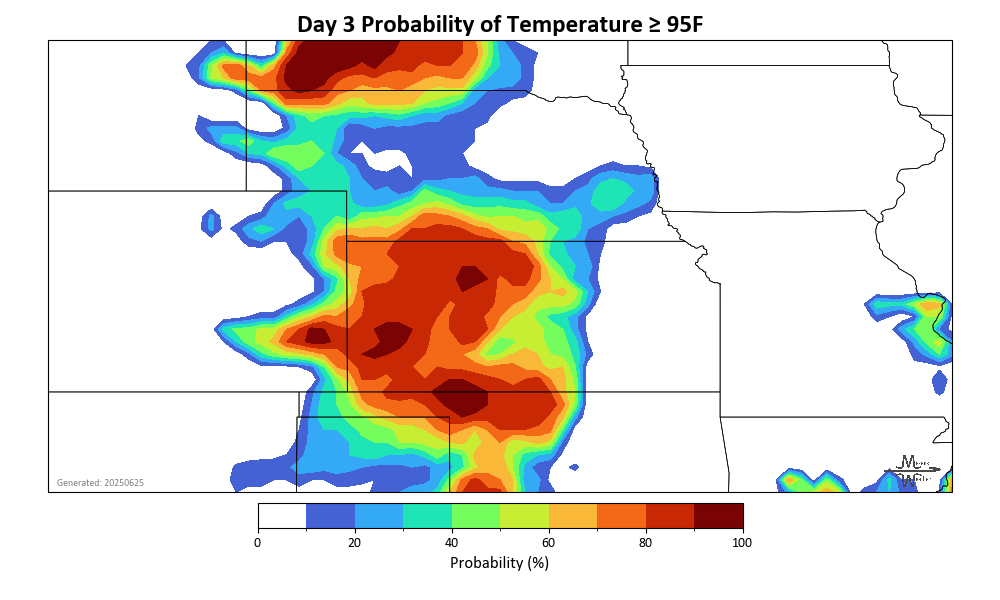 Day 3 Probability of Temperature ≥ 95F
Generated: 20250625
0 20 40 60 80 100
Probability (%)